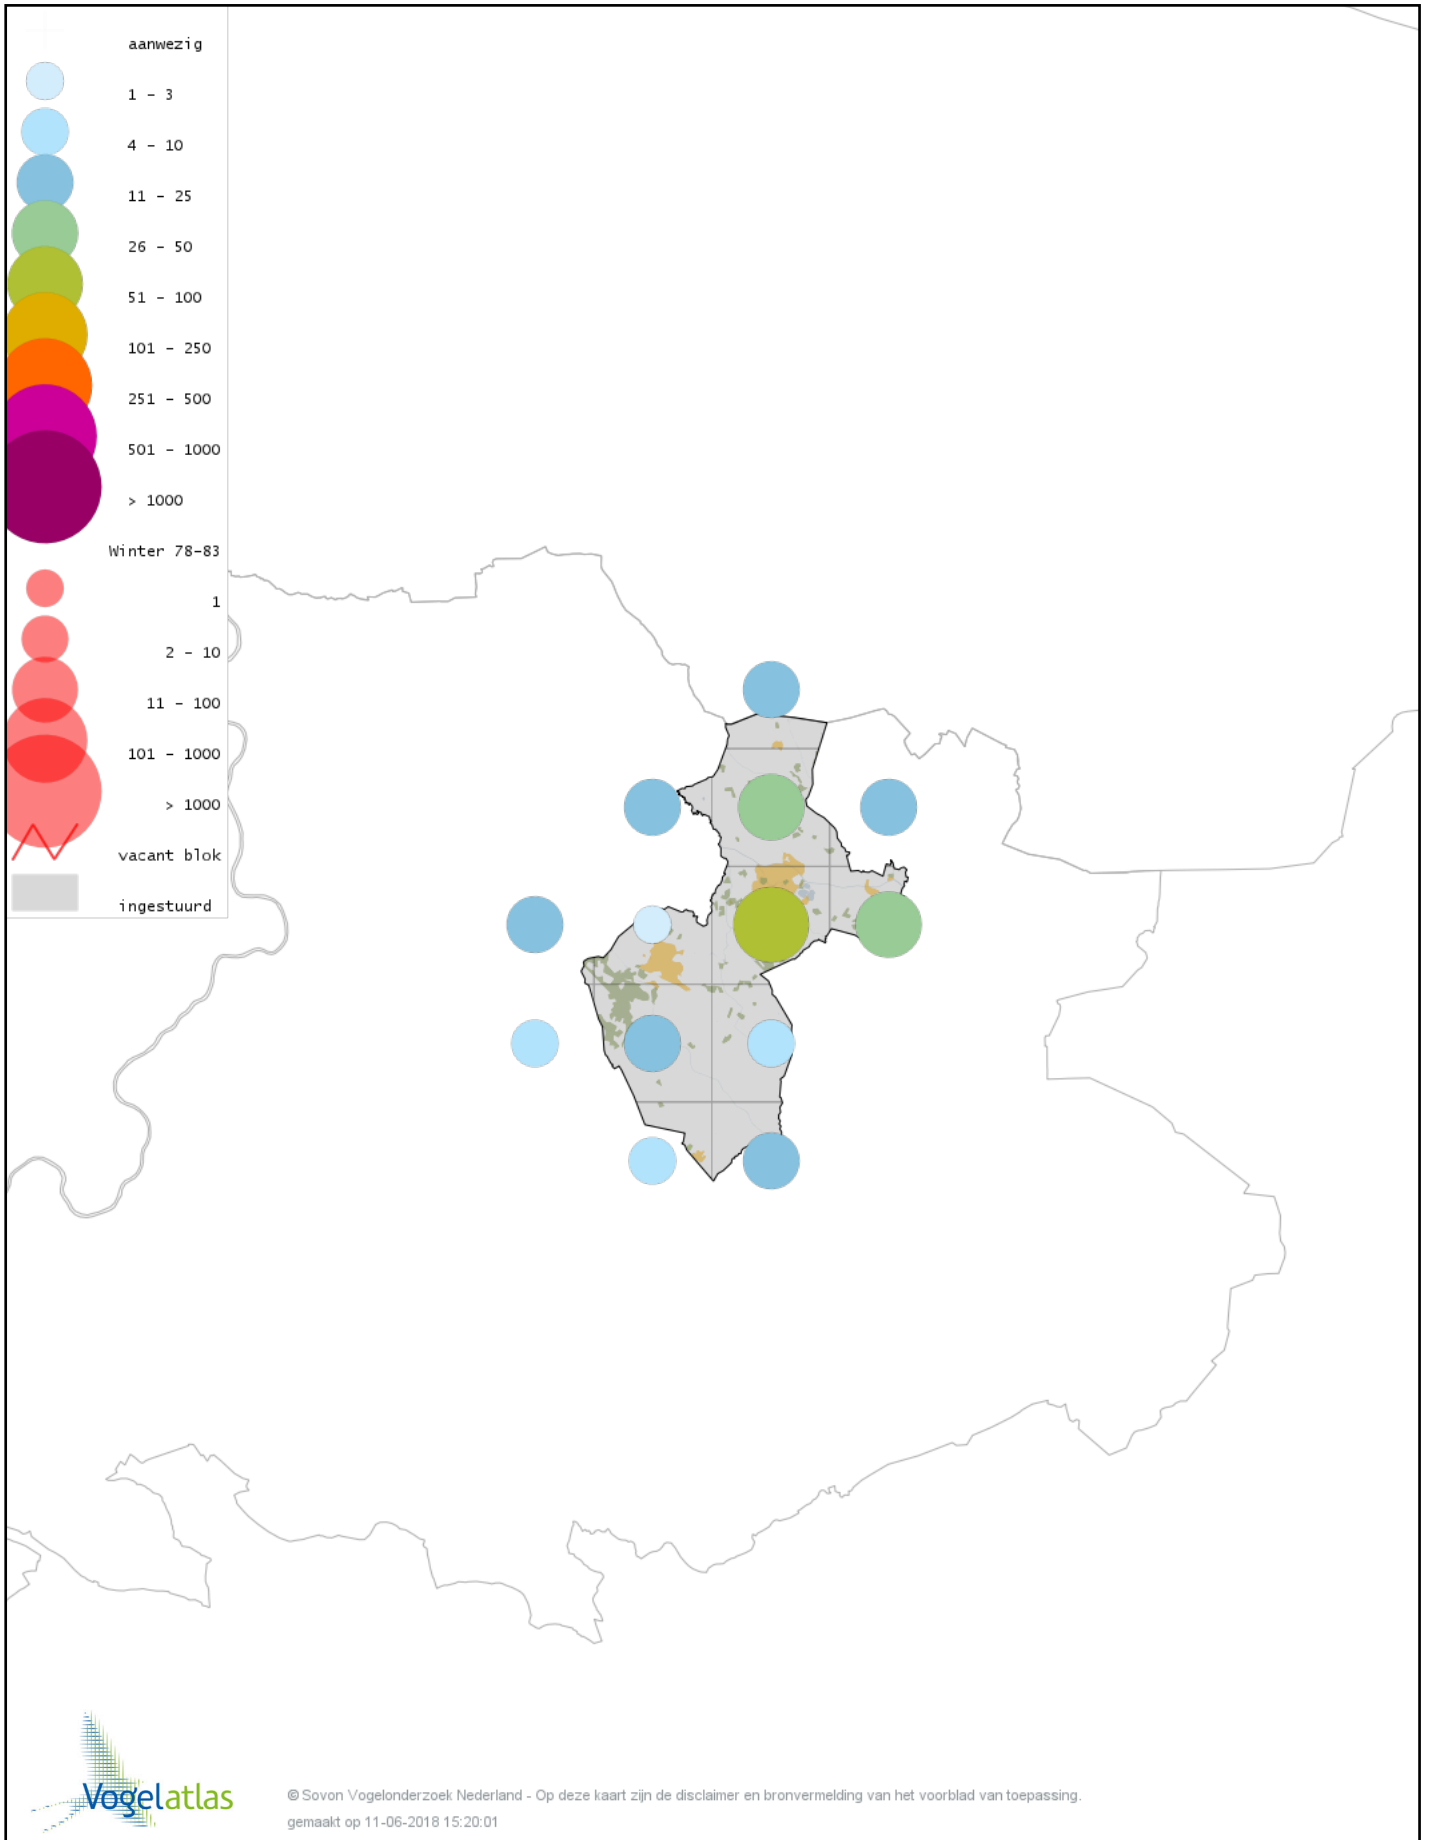 aanwezig
1 - 3
4 - 10
11 - 25
26 - 50
51 - 100
101 - 250
251 - 500
501 - 1000
> 1000
Winter 78-83
1
2 - 10
11 - 100
101 - 1000
> 1000
vacant blok
ingestuurd
Vogelatlas
© Sovon Vogelonderzoek Nederland - Op deze kaart zijn de disclaimer en bronvermelding van het voorblad van toepassing.
gemaakt op 11-06-2018 15:20:01